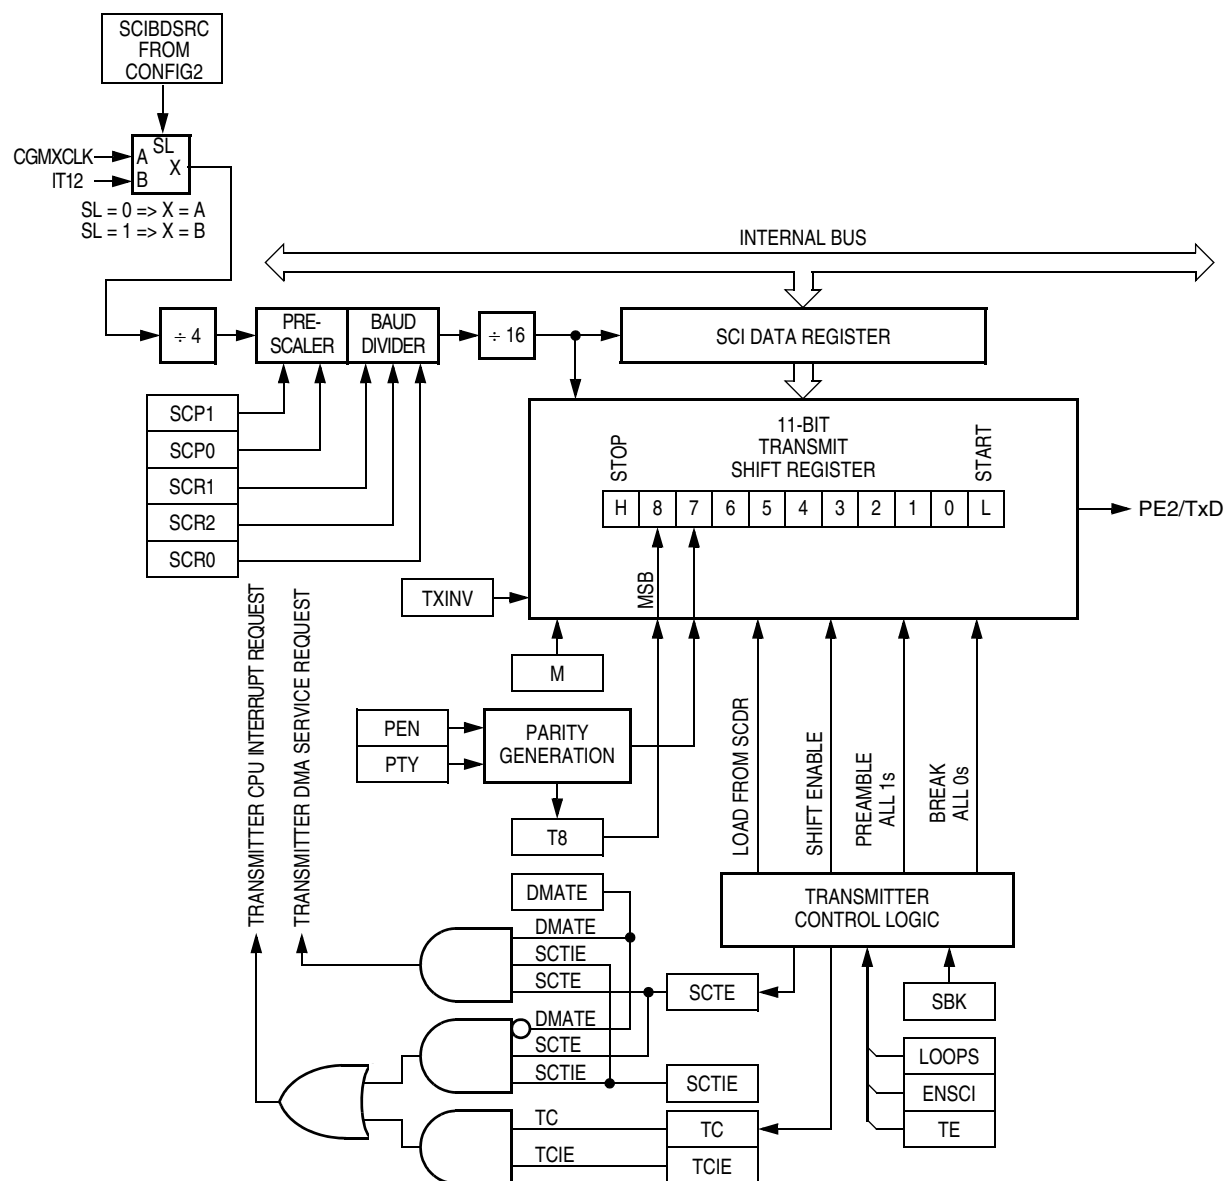 SCIBDSRC
FROM
CONFIG2
SL
CGMXCLK
A
X
IT12
B
SL = 0 => X = A
SL = 1 => X = B
INTERNAL BUS
÷ 4
PRE-
SCALER
BAUD
DIVIDER
÷ 16
SCI DATA REGISTER
SCP1
SCP0
SCR1
SCR2
SCR0
11-BIT
TRANSMIT
SHIFT REGISTER
STOP
START
H 8 7 6 5 4 3 2 1 0 L
PE2/TxD
MSB
TXINV
M
TRANSMITTER CPU INTERRUPT REQUEST
TRANSMITTER DMA SERVICE REQUEST
PEN
PTY
PARITY
GENERATION
T8
LOAD FROM SCDR
SHIFT ENABLE
PREAMBLE
ALL 1s
BREAK
ALL 0s
DMATE
TRANSMITTER
CONTROL LOGIC
DMATE
SCTIE
SCTE
SCTE
SBK
DMATE
SCTE
SCTIE
SCTIE
LOOPS
ENSCI
TE
TC
TC
TCIE
TCIE